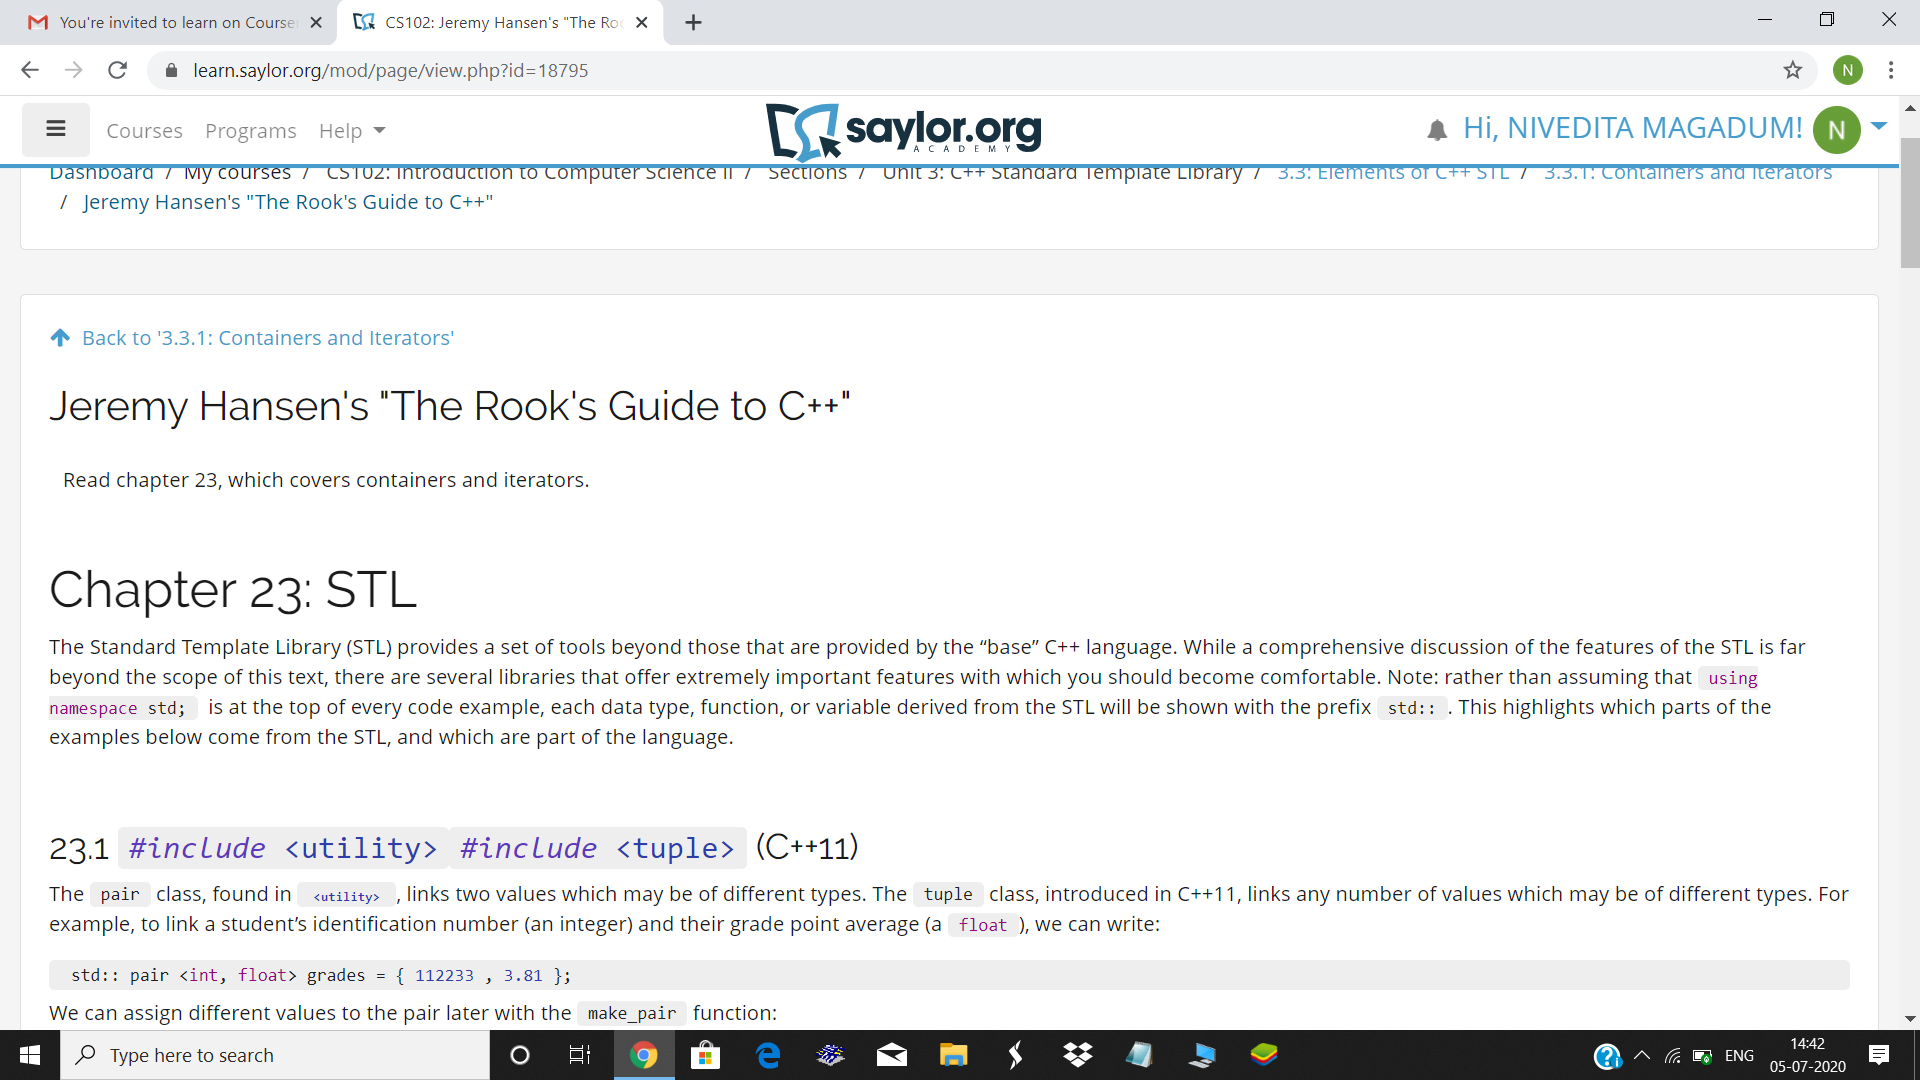 You're invited to learn on Course
CS102: Jeremy Hansen's "The Roo
learn.saylor.org/mod/page/view.php?id=18795
N
Courses Programs Help
saylor.org
ACADEMY
Hi, NIVEDITA MAGADUM! N
Dashboard / My courses / CS102: Introduction to Computer Science II / Sections / Unit 3: C++ Standard Template Library / 3.3: Elements of C++ STL / 3.3.1: Containers and Iterators
/ Jeremy Hansen's "The Rook's Guide to C++"
Back to '3.3.1: Containers and Iterators'
Jeremy Hansen's "The Rook's Guide to C++"
Read chapter 23, which covers containers and iterators.
Chapter 23: STL
The Standard Template Library (STL) provides a set of tools beyond those that are provided by the “base” C++ language. While a comprehensive discussion of the features of the STL is far
beyond the scope of this text, there are several libraries that offer extremely important features with which you should become comfortable. Note: rather than assuming that using
namespace std; is at the top of every code example, each data type, function, or variable derived from the STL will be shown with the prefix std:: . This highlights which parts of the
examples below come from the STL, and which are part of the language.
23.1 #include <utility> #include <tuple> (C++11)
The pair class, found in <utility> , links two values which may be of different types. The tuple class, introduced in C++11, links any number of values which may be of different types. For
example, to link a student’s identification number (an integer) and their grade point average (a float ), we can write:
std:: pair <int, float> grades = { 112233 , 3.81 };
We can assign different values to the pair later with the make_pair function:
Type here to search
ENG
14:42
05-07-2020